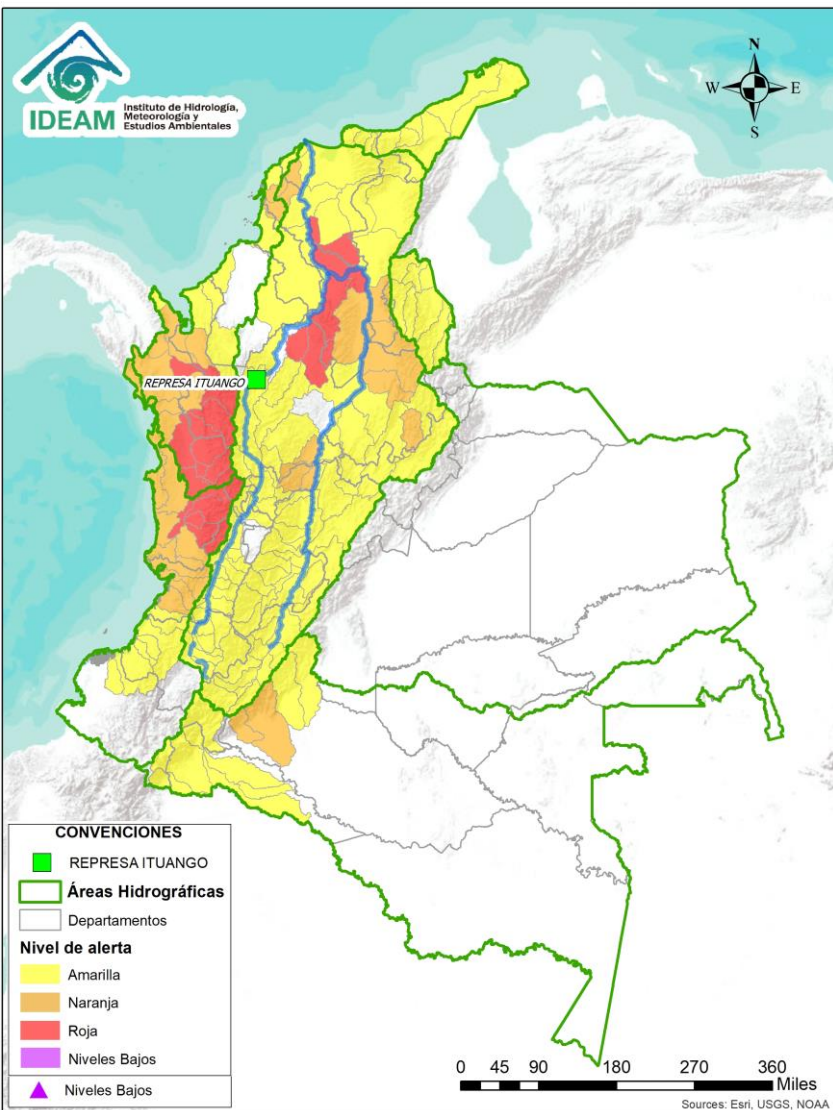 IDEAM
Instituto de Hidrología,
Meteorología y
Estudios Ambientales
N
W
E
S
REPRESA ITUANGO
CONVENCIONES
REPRESA ITUANGO
Áreas Hidrográficas
Departamentos
Nivel de alerta
Amarilla
Naranja
Roja
Niveles Bajos
Niveles Bajos
0 45 90 180 270 360
Miles
Sources: Esri, USGS, NOAA